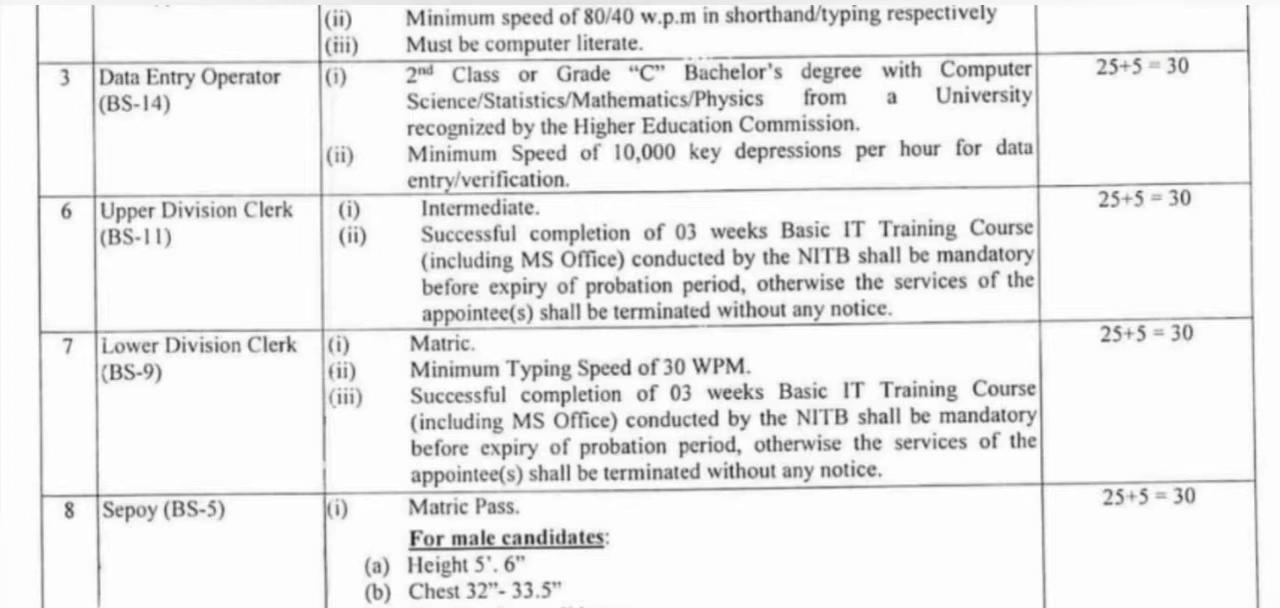 (ii) Minimum speed of 80/40 w.p.m in shorthand/typing respectively
(iii) Must be computer literate.
3 Data Entry Operator (i) 2nd Class or Grade “C” Bachelor’s degree with Computer 25+5 = 30
(BS-14) Science/Statistics/Mathematics/Physics from a University
recognized by the Higher Education Commission.
(ii) Minimum Speed of 10,000 key depressions per hour for data
entry/verification.
6 Upper Division Clerk (i) Intermediate. 25+5 = 30
(BS-11) (ii) Successful completion of 03 weeks Basic IT Training Course
(including MS Office) conducted by the NITB shall be mandatory
before expiry of probation period, otherwise the services of the
appointee(s) shall be terminated without any notice.
7 Lower Division Clerk (i) Matric. 25+5 = 30
(BS-9) (ii) Minimum Typing Speed of 30 WPM.
(iii) Successful completion of 03 weeks Basic IT Training Course
(including MS Office) conducted by the NITB shall be mandatory
before expiry of probation period, otherwise the services of the
appointee(s) shall be terminated without any notice.
8 Sepoy (BS-5) (i) Matric Pass. 25+5 = 30
For male candidates:
(a) Height 5’. 6”
(b) Chest 32”- 33.5”